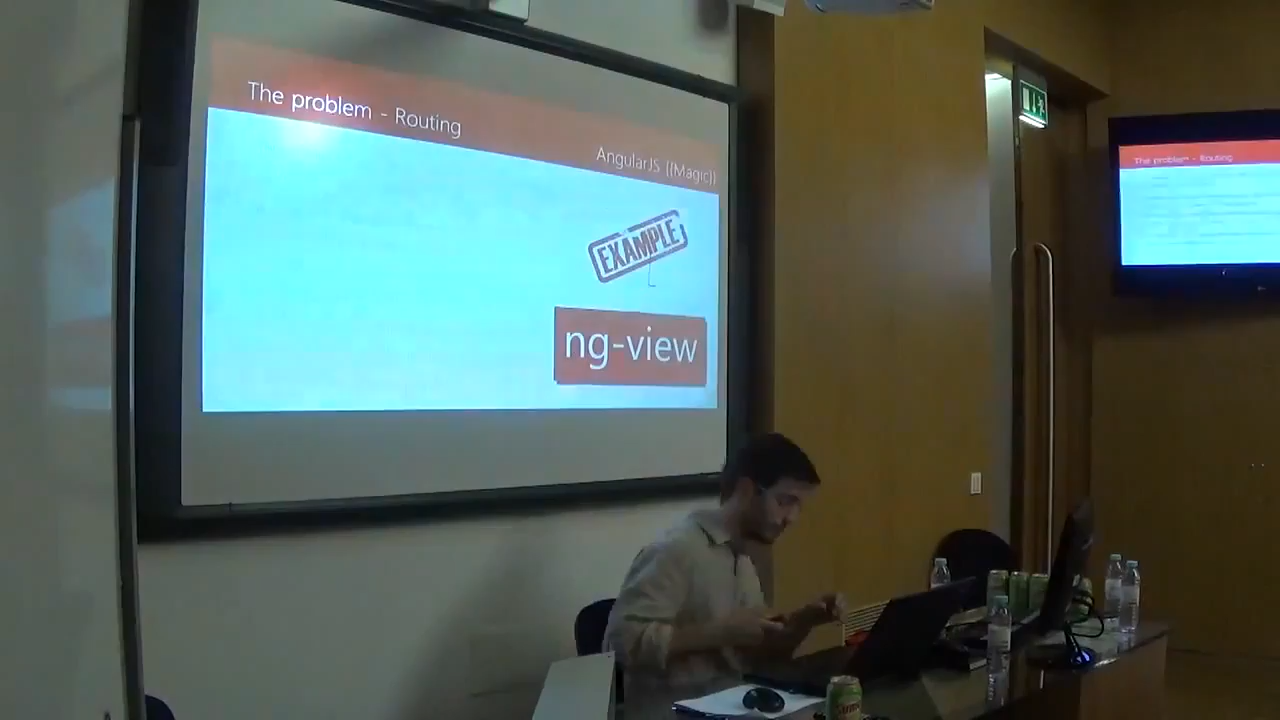 The problem - Routing
AngularJS {{Magic}}
EXAMPLE
ng-view
The problem - Routing